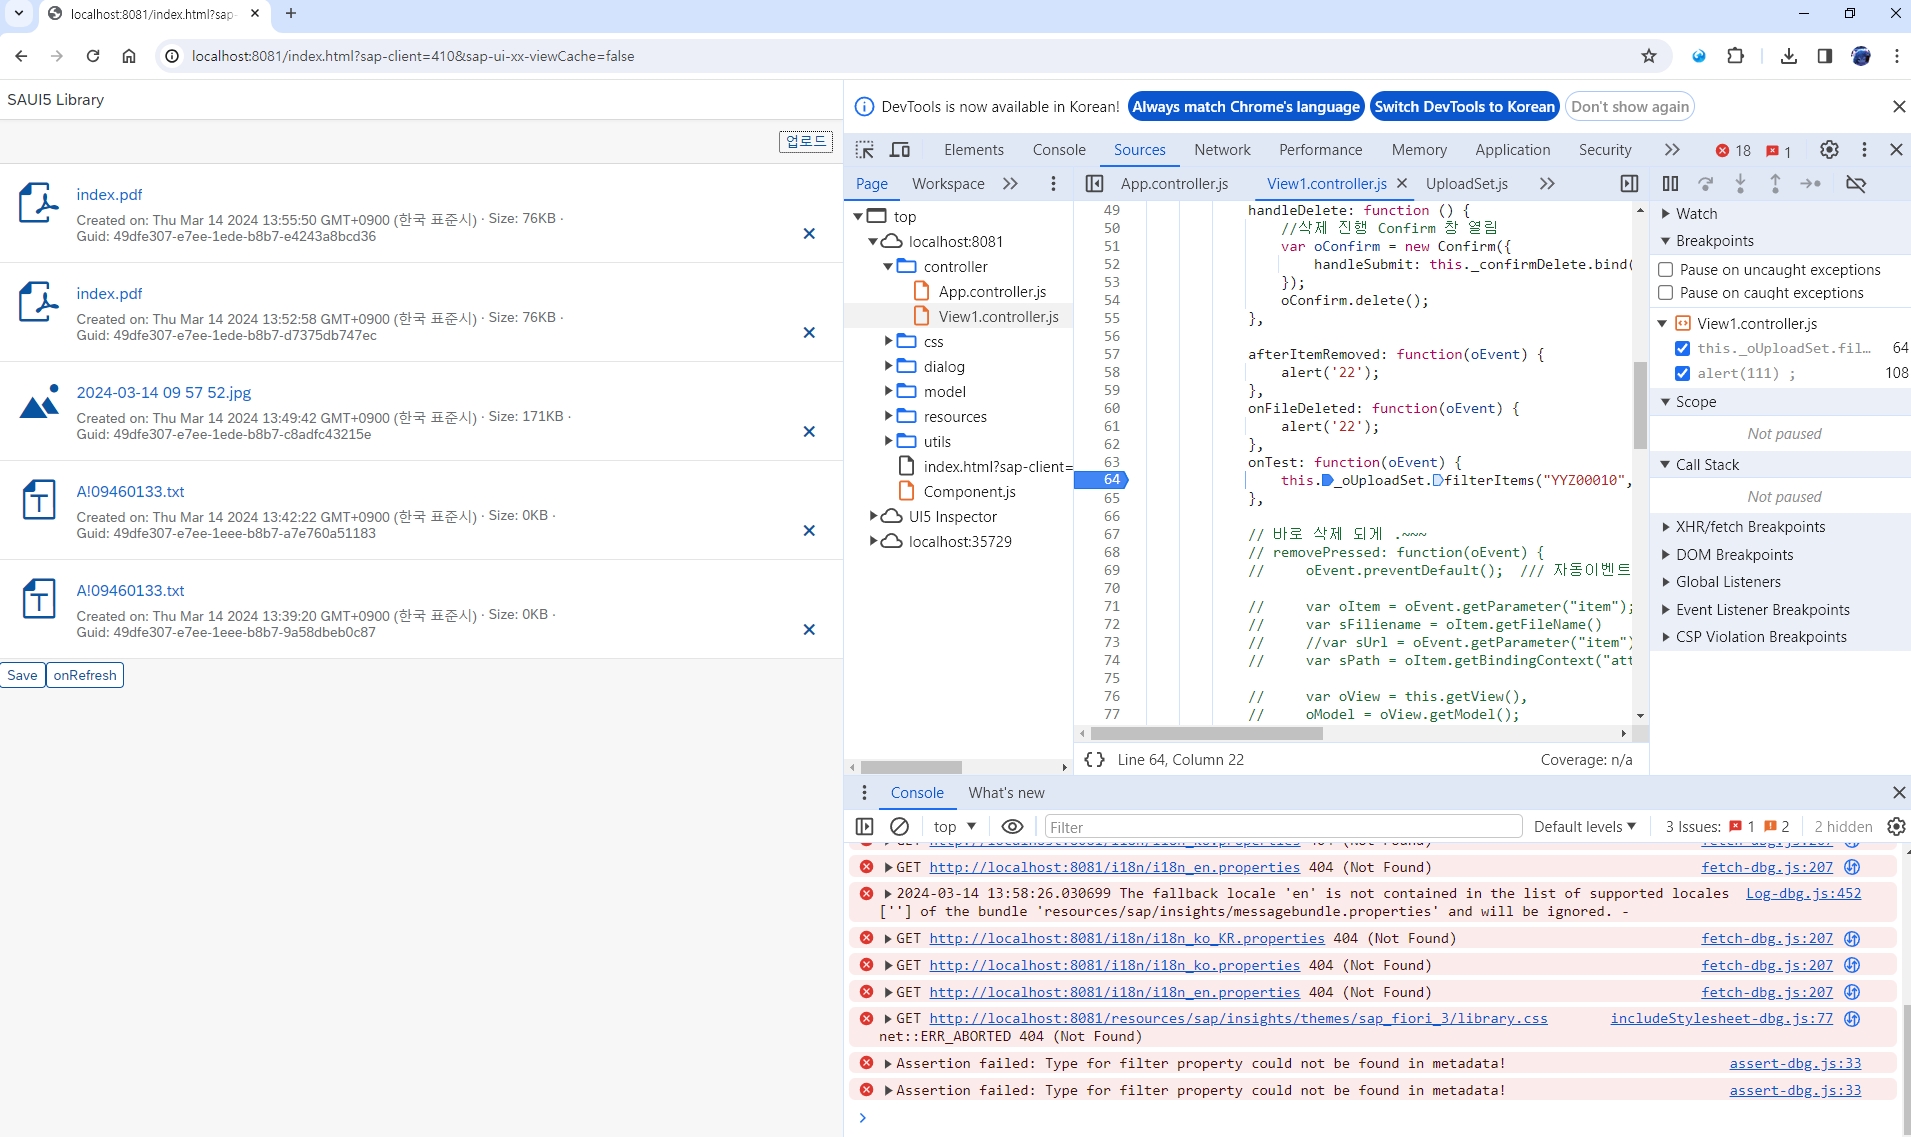 localhost:8081/index.html?sap-
localhost:8081/index.html?sap-client=410&sap-ui-xx-viewCache=false
SAUI5 Library
업로드
index.pdf
Created on: Thu Mar 14 2024 13:55:50 GMT+0900 (한국 표준시) · Size: 76KB ·
Guid: 49dfe307-e7ee-1ede-b8b7-e4243a8bcd36
index.pdf
Created on: Thu Mar 14 2024 13:52:58 GMT+0900 (한국 표준시) · Size: 76KB ·
Guid: 49dfe307-e7ee-1ede-b8b7-d7375db747ec
2024-03-14 09 57 52.jpg
Created on: Thu Mar 14 2024 13:49:42 GMT+0900 (한국 표준시) · Size: 171KB ·
Guid: 49dfe307-e7ee-1ede-b8b7-c8adfc43215e
A!09460133.txt
Created on: Thu Mar 14 2024 13:42:22 GMT+0900 (한국 표준시) · Size: 0KB ·
Guid: 49dfe307-e7ee-1eee-b8b7-a7e760a51183
A!09460133.txt
Created on: Thu Mar 14 2024 13:39:20 GMT+0900 (한국 표준시) · Size: 0KB ·
Guid: 49dfe307-e7ee-1eee-b8b7-9a58dbeb0c87
Save onRefresh
DevTools is now available in Korean! Always match Chrome's language Switch DevTools to Korean Don't show again
Elements Console Sources Network Performance Memory Application Security 18 1
Page Workspace
top
localhost:8081
controller
App.controller.js
View1.controller.js
css
dialog
model
resources
utils
index.html?sap-client=
Component.js
UI5 Inspector
localhost:35729
App.controller.js View1.controller.js UploadSet.js
49 handleDelete: function () {
50 //삭제 진행 Confirm 창 열림
51 var oConfirm = new Confirm({
52 handleSubmit: this._confirmDelete.bind(
53 });
54 oConfirm.delete();
55 },
56
57 afterItemRemoved: function(oEvent) {
58 alert('22');
59 },
60 onFileDeleted: function(oEvent) {
61 alert('22');
62 },
63 onTest: function(oEvent) {
64 this._oUploadSet.filterItems("YYZ00010",
65 },
66
67 // 바로 삭제 되게 .~~~
68 // removePressed: function(oEvent) {
69 // oEvent.preventDefault(); /// 자동이벤트
70
71 // var oItem = oEvent.getParameter("item");
72 // var sFiliename = oItem.getFileName()
73 // //var sUrl = oEvent.getParameter("item")
74 // var sPath = oItem.getBindingContext("att
75
76 // var oView = this.getView(),
77 // oModel = oView.getModel();
{} Line 64, Column 22 Coverage: n/a
Watch
Breakpoints
Pause on uncaught exceptions
Pause on caught exceptions
View1.controller.js
this._oUploadSet.fil… 64
alert(111) ; 108
Scope
Not paused
Call Stack
Not paused
XHR/fetch Breakpoints
DOM Breakpoints
Global Listeners
Event Listener Breakpoints
CSP Violation Breakpoints
Console What's new
top Filter Default levels 3 Issues: 1 2 2 hidden
GET http://localhost:8081/i18n/i18n_ko.properties 404 (Not Found) fetch-dbg.js:207
GET http://localhost:8081/i18n/i18n_en.properties 404 (Not Found) fetch-dbg.js:207
2024-03-14 13:58:26.030699 The fallback locale 'en' is not contained in the list of supported locales Log-dbg.js:452
[''] of the bundle 'resources/sap/insights/messagebundle.properties' and will be ignored. -
GET http://localhost:8081/i18n/i18n_ko_KR.properties 404 (Not Found) fetch-dbg.js:207
GET http://localhost:8081/i18n/i18n_ko.properties 404 (Not Found) fetch-dbg.js:207
GET http://localhost:8081/i18n/i18n_en.properties 404 (Not Found) fetch-dbg.js:207
GET http://localhost:8081/resources/sap/insights/themes/sap_fiori_3/library.css includeStylesheet-dbg.js:77
net::ERR_ABORTED 404 (Not Found)
Assertion failed: Type for filter property could not be found in metadata! assert-dbg.js:33
Assertion failed: Type for filter property could not be found in metadata! assert-dbg.js:33